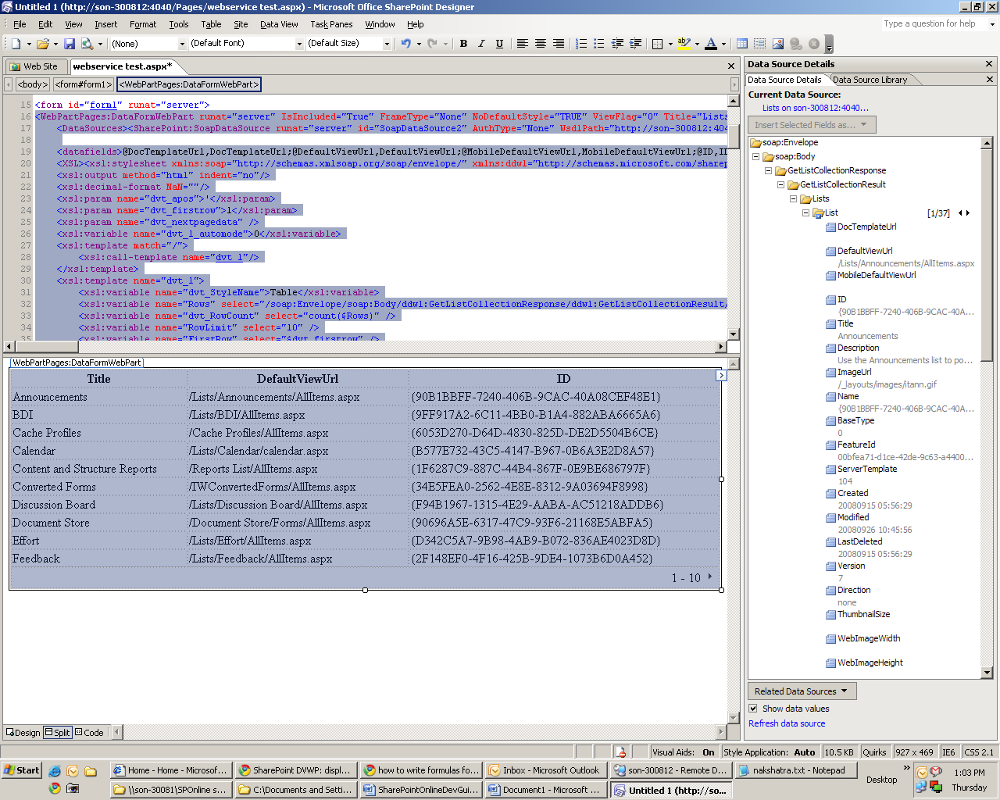 Untitled 1 (http://son-300812:4040/Pages/webservice test.aspx) - Microsoft Office SharePoint Designer
File Edit View Insert Format Tools Table Site Data View Task Panes Window Help
Type a question for help
(None) (Default Font) (Default Size) B I U A
Web Site webservice test.aspx*
<body> <form#form1> <WebPartPages:DataFormWebPart>
15 <form id="form1" runat="server">
16 <WebPartPages:DataFormWebPart runat="server" IsIncluded="True" FrameType="None" NoDefaultStyle="TRUE" ViewFlag="0" Title="Lists
17 <DataSources><SharePoint:SoapDataSource runat="server" id="SoapDataSource2" AuthType="None" WsdlPath="http://son-300812:404
18
19 <datafields>@DocTemplateUrl,DocTemplateUrl;@DefaultViewUrl,DefaultViewUrl;@MobileDefaultViewUrl,MobileDefaultViewUrl;@ID,ID
20 <XSL><xsl:stylesheet xmlns:soap="http://schemas.xmlsoap.org/soap/envelope/" xmlns:ddw1="http://schemas.microsoft.com/sharep
21 <xsl:output method="html" indent="no"/>
22 <xsl:decimal-format NaN=""/>
23 <xsl:param name="dvt_apos">'</xsl:param>
24 <xsl:param name="dvt_firstrow">1</xsl:param>
25 <xsl:param name="dvt_nextpagedata" />
26 <xsl:variable name="dvt_1_automode">0</xsl:variable>
27 <xsl:template match="/">
28 <xsl:call-template name="dvt_1"/>
29 </xsl:template>
30 <xsl:template name="dvt_1">
31 <xsl:variable name="dvt_StyleName">Table</xsl:variable>
32 <xsl:variable name="Rows" select="/soap:Envelope/soap:Body/ddw1:GetListCollectionResponse/ddw1:GetListCollectionResult/
33 <xsl:variable name="dvt_RowCount" select="count($Rows)" />
34 <xsl:variable name="RowLimit" select="10" />
35 <xsl:variable name="FirstRow" select="$dvt_firstrow" />
WebPartPages:DataFormWebPart
Title DefaultViewUrl ID
Announcements /Lists/Announcements/AllItems.aspx {90B1BBFF-7240-406B-9CAC-40A08CEF48E1}
BDI /Lists/BDI/AllItems.aspx {9FF917A2-6C11-4BB0-B1A4-882ABA6665A6}
Cache Profiles /Cache Profiles/AllItems.aspx {6053D270-D64D-4830-825D-DE2D5504B6CE}
Calendar /Lists/Calendar/calendar.aspx {B577E732-43C5-4147-B967-0B6A3E2D8A57}
Content and Structure Reports /Reports List/AllItems.aspx {1F6287C9-887C-44B4-867F-0E9BE686797F}
Converted Forms /IWConvertedForms/AllItems.aspx {34E5FEA0-2562-4E8E-8312-9A03694F8998}
Discussion Board /Lists/Discussion Board/AllItems.aspx {F94B1967-1315-4E29-AABA-AC51218ADDB6}
Document Store /Document Store/Forms/AllItems.aspx {90696A5E-6317-47C9-93F6-21168E5ABFA5}
Effort /Lists/Effort/AllItems.aspx {D342C5A7-9B98-4AB9-B072-836AE4023D8D}
Feedback /Lists/Feedback/AllItems.aspx {2F148EF0-4F16-425B-9DE4-1073B6D0A452}
1 - 10
Design Split Code
Data Source Details
Data Source Details Data Source Library
Current Data Source:
Lists on son-300812:4040...
Insert Selected Fields as...
soap:Envelope
soap:Body
GetListCollectionResponse
GetListCollectionResult
Lists
List [1/37]
DocTemplateUrl
DefaultViewUrl
/Lists/Announcements/AllItems.aspx
MobileDefaultViewUrl
ID
{90B1BBFF-7240-406B-9CAC-40A...
Title
Announcements
Description
Use the Announcements list to po...
ImageUrl
/_layouts/images/itann.gif
Name
{90B1BBFF-7240-406B-9CAC-40A...
BaseType
0
FeatureId
00bfea71-d1ce-42de-9c63-a4400...
ServerTemplate
104
Created
20080915 05:56:29
Modified
20080926 10:45:56
LastDeleted
20080915 05:56:29
Version
7
Direction
none
ThumbnailSize
WebImageWidth
WebImageHeight
Related Data Sources
Show data values
Refresh data source
Visual Aids: On Style Application: Auto 10.5 KB Quirks 927 x 469 IE6 CSS 2.1
Start Home - Home - Microsof... SharePoint DVWP: displ... how to write formulas fo... Inbox - Microsoft Outlook son-300812 - Remote D... nakshatra.txt - Notepad
\\son-30081\SPOnline s... C:\Documents and Setti... SharePointOnlineDevGui... Document1 - Microsoft ... Untitled 1 (http://so...
Desktop
1:03 PM
Thursday